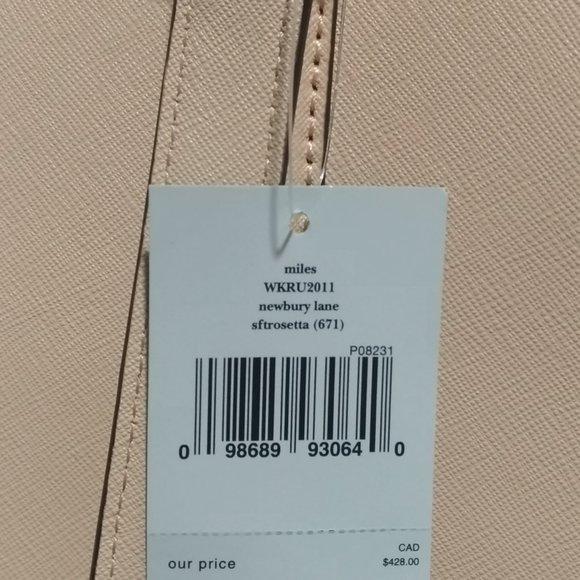 miles
WKRU2011
newbury lane
sftrosetta (671)
P08231
0 98689 93064 0
CAD
our price $428.00